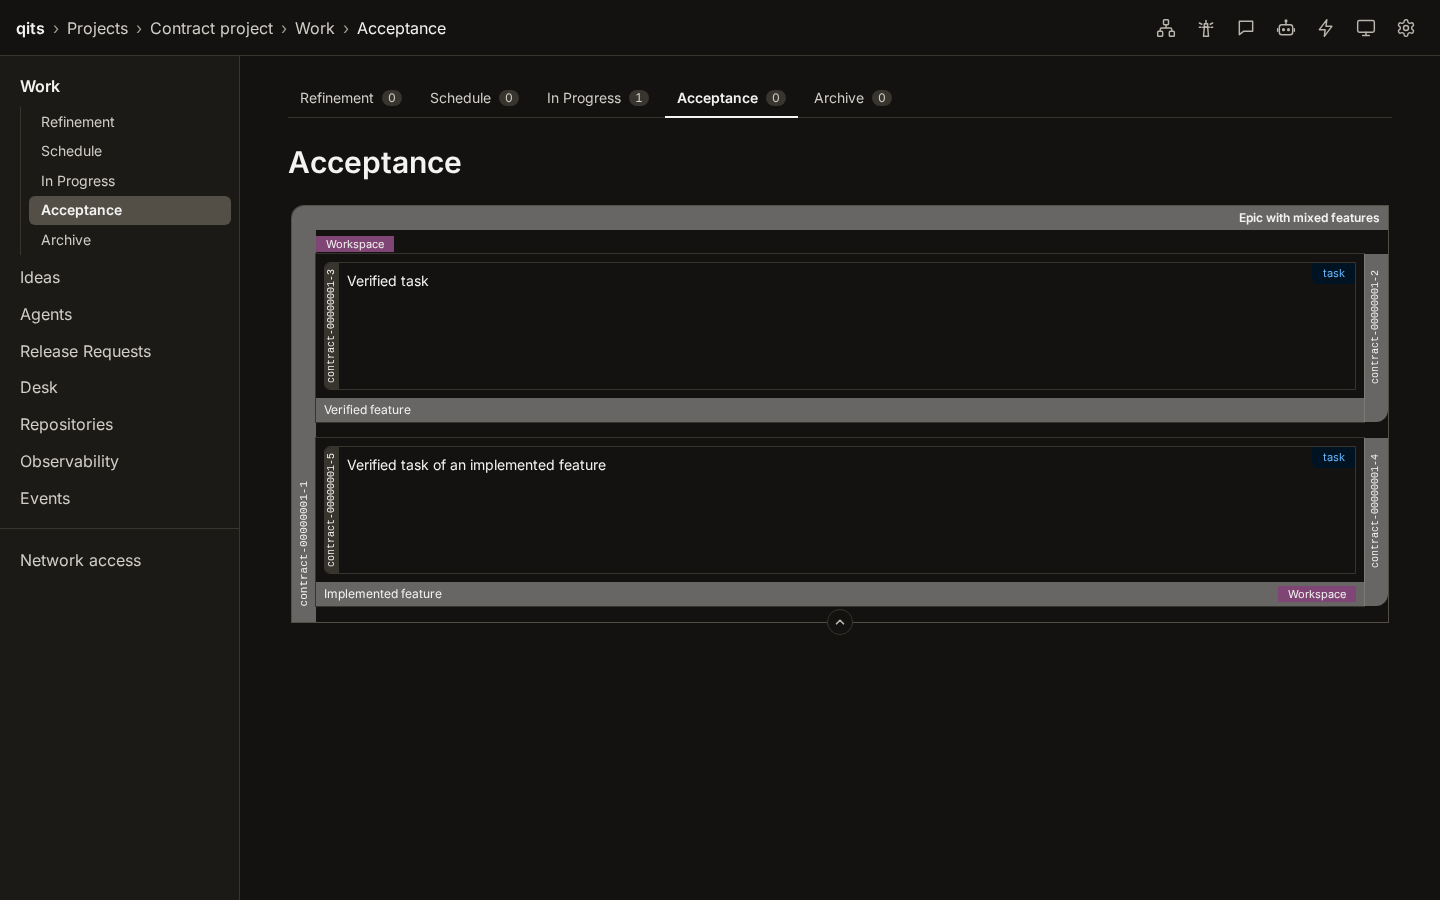 qits › Projects › Contract project › Work › Acceptance
Work
Refinement
Schedule
In Progress
Acceptance
Archive
Ideas
Agents
Release Requests
Desk
Repositories
Observability
Events
Network access
Refinement 0 Schedule 0 In Progress 1 Acceptance 0 Archive 0
Acceptance
Epic with mixed features
Workspace
contract-00000001-3
Verified task
task
contract-00000001-2
Verified feature
contract-00000001-5
Verified task of an implemented feature
task
contract-00000001-4
contract-00000001-1
Implemented feature
Workspace